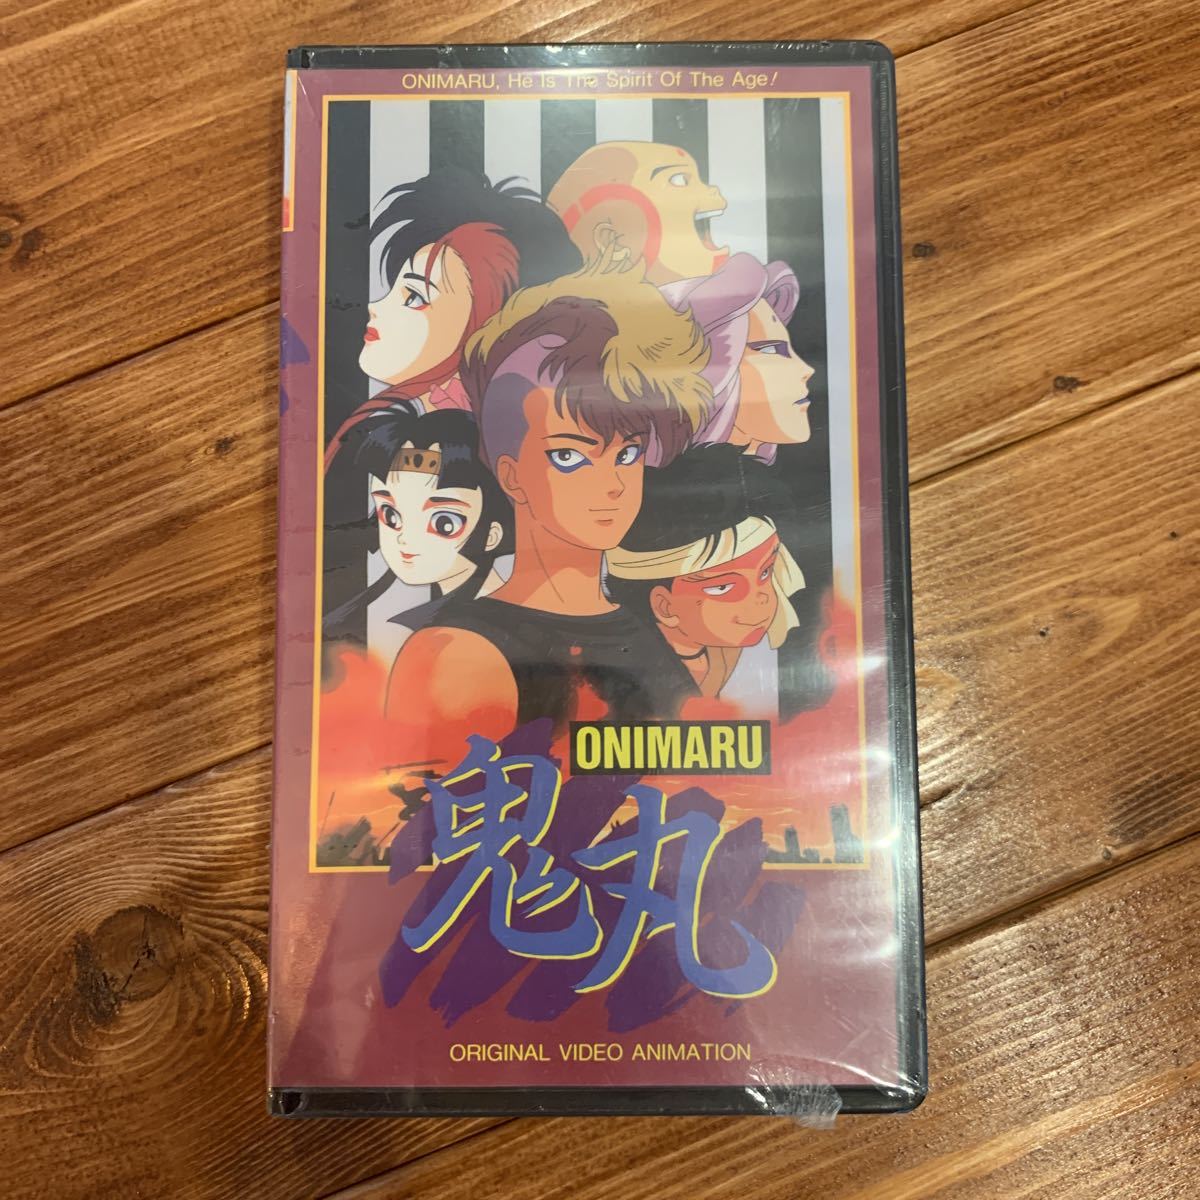 ONIMARU, He Is The Spirit Of The Age!
ONIMARU
鬼丸
ORIGINAL VIDEO ANIMATION